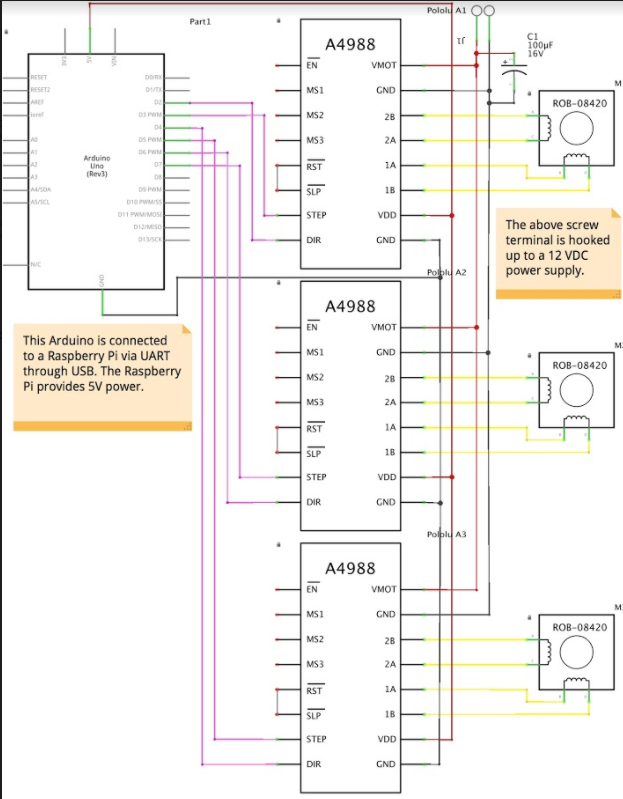 Part1
5V
3V3
VIN
RESET
RESET2
AREF
ioref
A0
A1
A2
A3
A4/SDA
A5/SCL
N/C
GND
Arduino
Uno
(Rev3)
D0/RX
D1/TX
D2
D3 PWM
D4
D5 PWM
D6 PWM
D7
D8
D9 PWM
D10 PWM/SS
D11 PWM/MOSI
D12/MISO
D13/SCK
This Arduino is connected
to a Raspberry Pi via UART
through USB. The Raspberry
Pi provides 5V power.
Pololu A1
A4988
EN
MS1
MS2
MS3
RST
SLP
STEP
DIR
VMOT
GND
2B
2A
1A
1B
VDD
GND
J1
C1
100µF
16V
+
ROB-08420
The above screw
terminal is hooked
up to a 12 VDC
power supply.
Pololu A2
A4988
EN
MS1
MS2
MS3
RST
SLP
STEP
DIR
VMOT
GND
2B
2A
1A
1B
VDD
GND
ROB-08420
Pololu A3
A4988
EN
MS1
MS2
MS3
RST
SLP
STEP
DIR
VMOT
GND
2B
2A
1A
1B
VDD
GND
ROB-08420